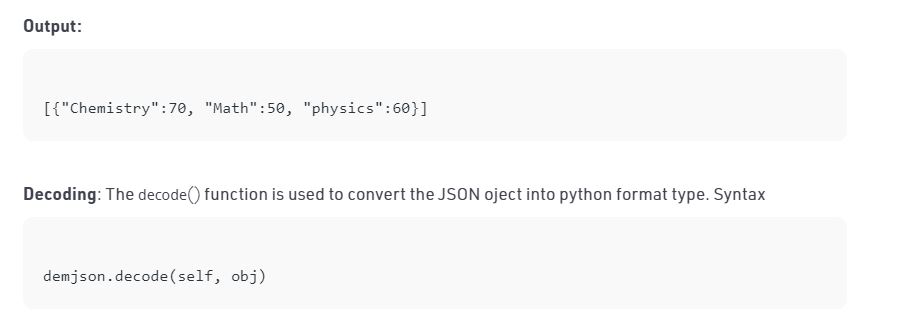 Output:
[{"Chemistry":70, "Math":50, "physics":60}]
Decoding: The decode() function is used to convert the JSON oject into python format type. Syntax
demjson.decode(self, obj)